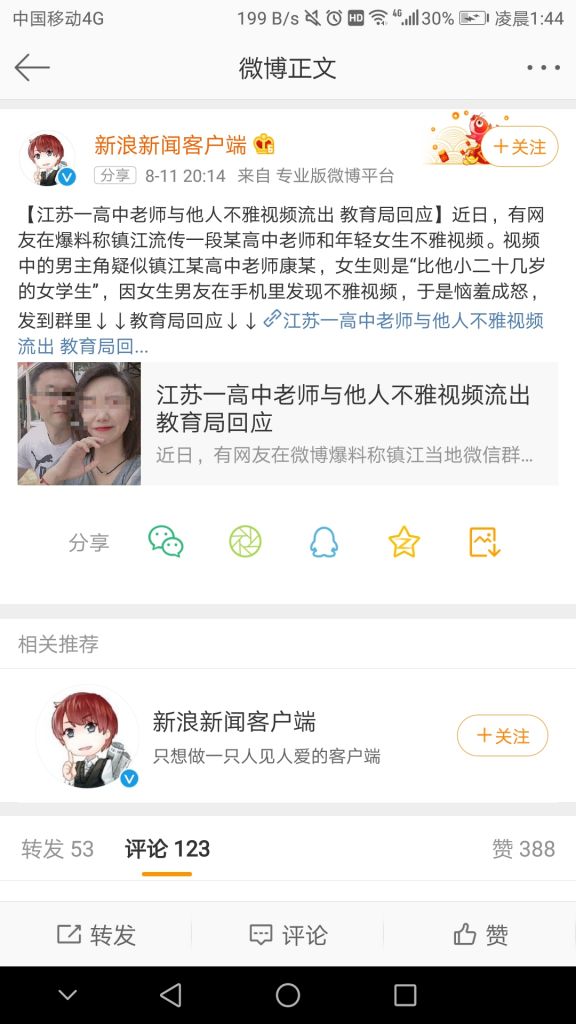 中国移动4G 199 B/s HD 4G 30% 凌晨1:44
微博正文
新浪新闻客户端
+关注
分享 8-11 20:14 来自 专业版微博平台
【江苏一高中老师与他人不雅视频流出 教育局回应】近日，有网
友在爆料称镇江流传一段某高中老师和年轻女生不雅视频。视频
中的男主角疑似镇江某高中老师康某，女生则是“比他小二十几岁
的女学生”，因女生男友在手机里发现不雅视频，于是恼羞成怒，
发到群里↓↓教育局回应↓↓江苏一高中老师与他人不雅视频
流出 教育局回...
江苏一高中老师与他人不雅视频流出
教育局回应
近日，有网友在微博爆料称镇江当地微信群...
分享
相关推荐
新浪新闻客户端
只想做一只人见人爱的客户端
+关注
转发 53 评论 123 赞 388
转发 评论 赞